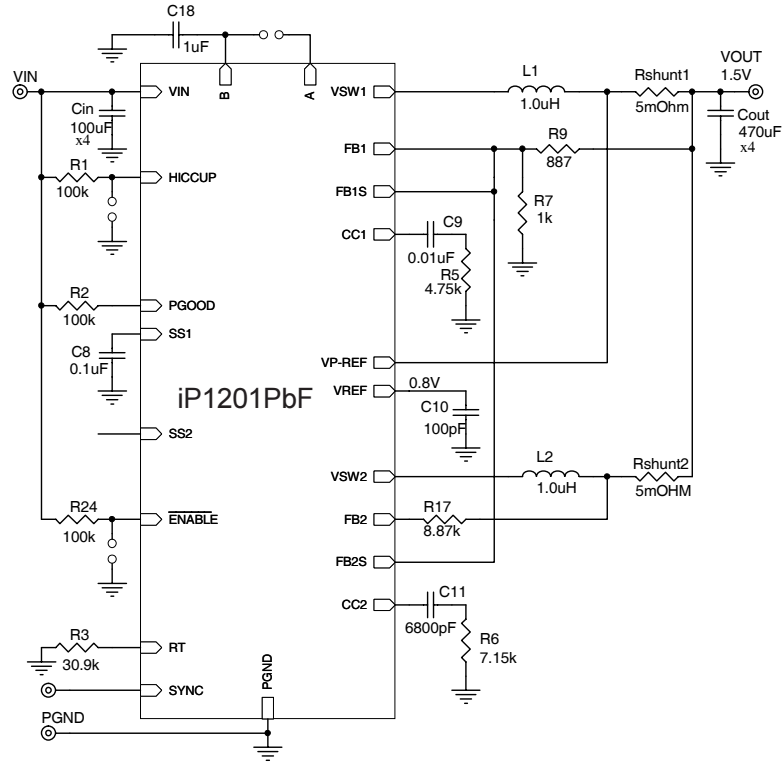 C18
1uF
VIN
B
A
VIN
VSW1
L1
1.0uH
Rshunt1
5mOhm
VOUT
1.5V
Cin
100uF
x4
Cout
470uF
x4
FB1
R9
887
R1
100k
HICCUP
FB1S
R7
1k
CC1
C9
0.01uF
R5
4.75k
R2
100k
PGOOD
SS1
C8
0.1uF
VP-REF
iP1201PbF
VREF
0.8V
C10
100pF
SS2
VSW2
L2
1.0uH
Rshunt2
5mOHM
R24
100k
ENABLE
FB2
R17
8.87k
FB2S
CC2
C11
6800pF
R6
7.15k
R3
30.9k
RT
SYNC
PGND
PGND